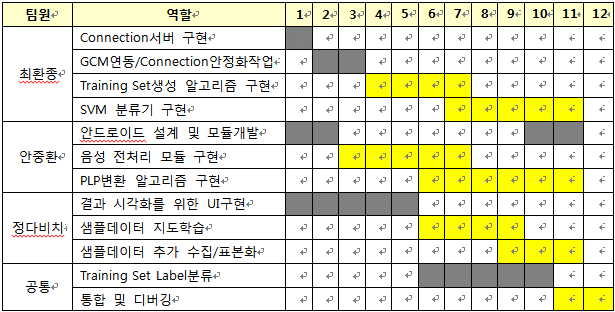 팀원 역할 1 2 3 4 5 6 7 8 9 10 11 12
최환종 Connection서버 구현
GCM연동/Connection안정화작업
Training Set생성 알고리즘 구현
SVM 분류기 구현
안중환 안드로이드 설계 및 모듈개발
음성 전처리 모듈 구현
PLP변환 알고리즘 구현
정다비치 결과 시각화를 위한 UI구현
샘플데이터 지도학습
샘플데이터 추가 수집/표본화
공통 Training Set Label분류
통합 및 디버깅